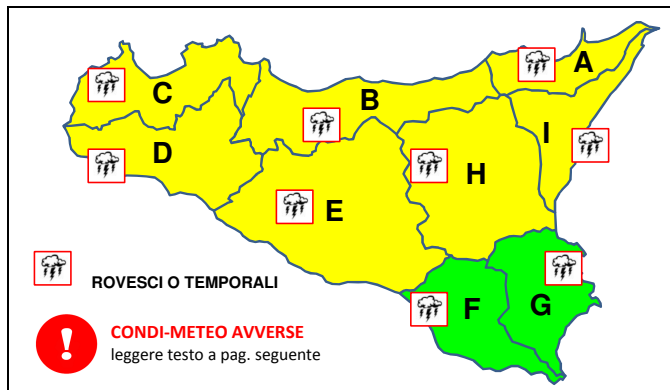 A
C
B
I
D
H
E
F
G
ROVESCI O TEMPORALI
!
CONDI-METEO AVVERSE
leggere testo a pag. seguente